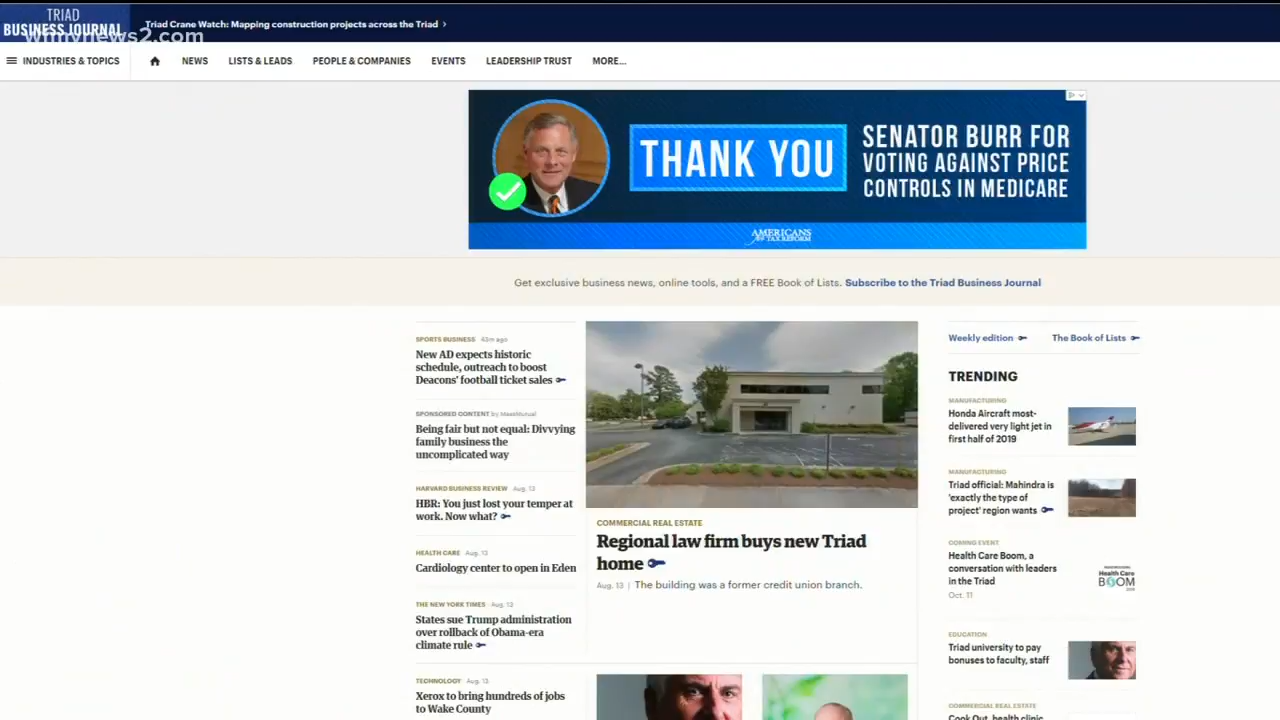 TRIAD
BUSINESS JOURNAL
wfmynews2.com
Triad Crane Watch: Mapping construction projects across the Triad ›
INDUSTRIES & TOPICS
NEWS
LISTS & LEADS
PEOPLE & COMPANIES
EVENTS
LEADERSHIP TRUST
MORE...
THANK YOU
SENATOR BURR FOR
VOTING AGAINST PRICE
CONTROLS IN MEDICARE
AMERICANS
for TAX REFORM
Get exclusive business news, online tools, and a FREE Book of Lists. Subscribe to the Triad Business Journal
SPORTS BUSINESS 43m ago
New AD expects historic
schedule, outreach to boost
Deacons' football ticket sales
SPONSORED CONTENT by MassMutual
Being fair but not equal: Divvying
family business the
uncomplicated way
HARVARD BUSINESS REVIEW Aug. 13
HBR: You just lost your temper at
work. Now what?
HEALTH CARE Aug. 13
Cardiology center to open in Eden
THE NEW YORK TIMES Aug. 13
States sue Trump administration
over rollback of Obama-era
climate rule
TECHNOLOGY Aug. 13
Xerox to bring hundreds of jobs
to Wake County
COMMERCIAL REAL ESTATE
Regional law firm buys new Triad
home
Aug. 13 | The building was a former credit union branch.
Weekly edition
The Book of Lists
TRENDING
MANUFACTURING
Honda Aircraft most-
delivered very light jet in
first half of 2019
MANUFACTURING
Triad official: Mahindra is
'exactly the type of
project' region wants
COMING EVENT
Health Care Boom, a
conversation with leaders
in the Triad
Oct. 11
Health Care
BOOM
EDUCATION
Triad university to pay
bonuses to faculty, staff
COMMERCIAL REAL ESTATE
Cook Out, health clinic